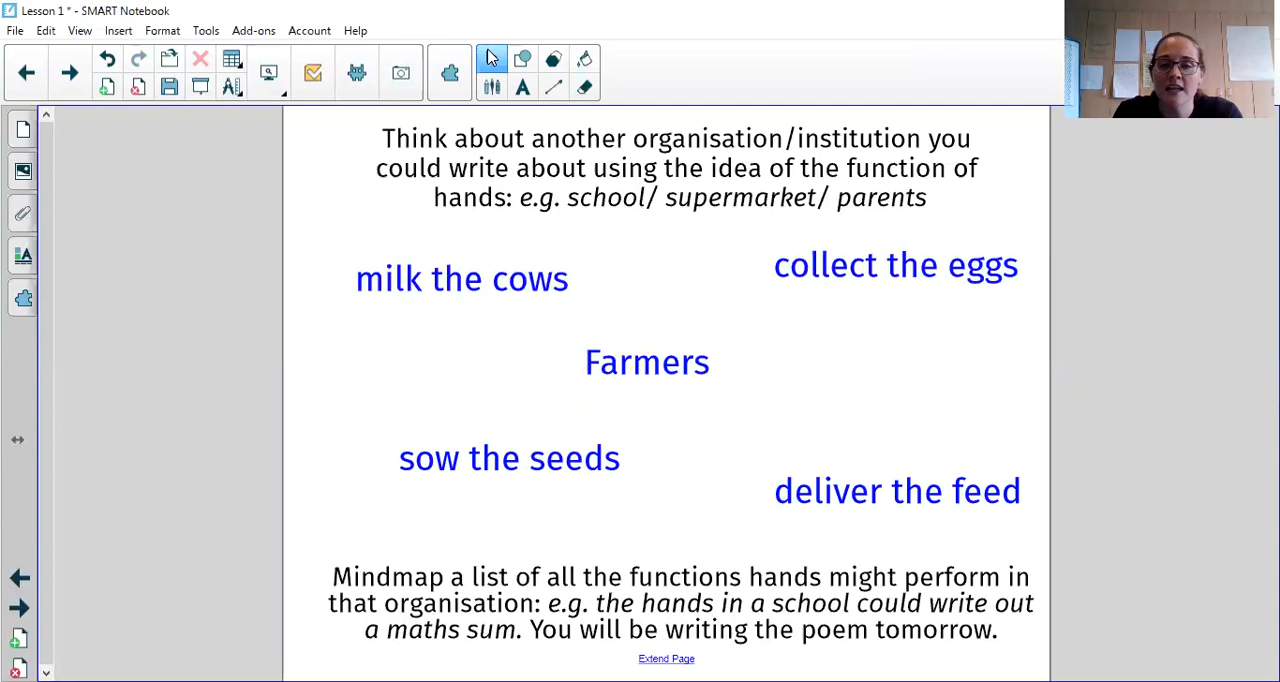 Lesson 1 * - SMART Notebook
File Edit View Insert Format Tools Add-ons Account Help
Think about another organisation/institution you
could write about using the idea of the function of
hands: e.g. school/ supermarket/ parents
milk the cows
collect the eggs
Farmers
sow the seeds
deliver the feed
Mindmap a list of all the functions hands might perform in
that organisation: e.g. the hands in a school could write out
a maths sum. You will be writing the poem tomorrow.
Extend Page